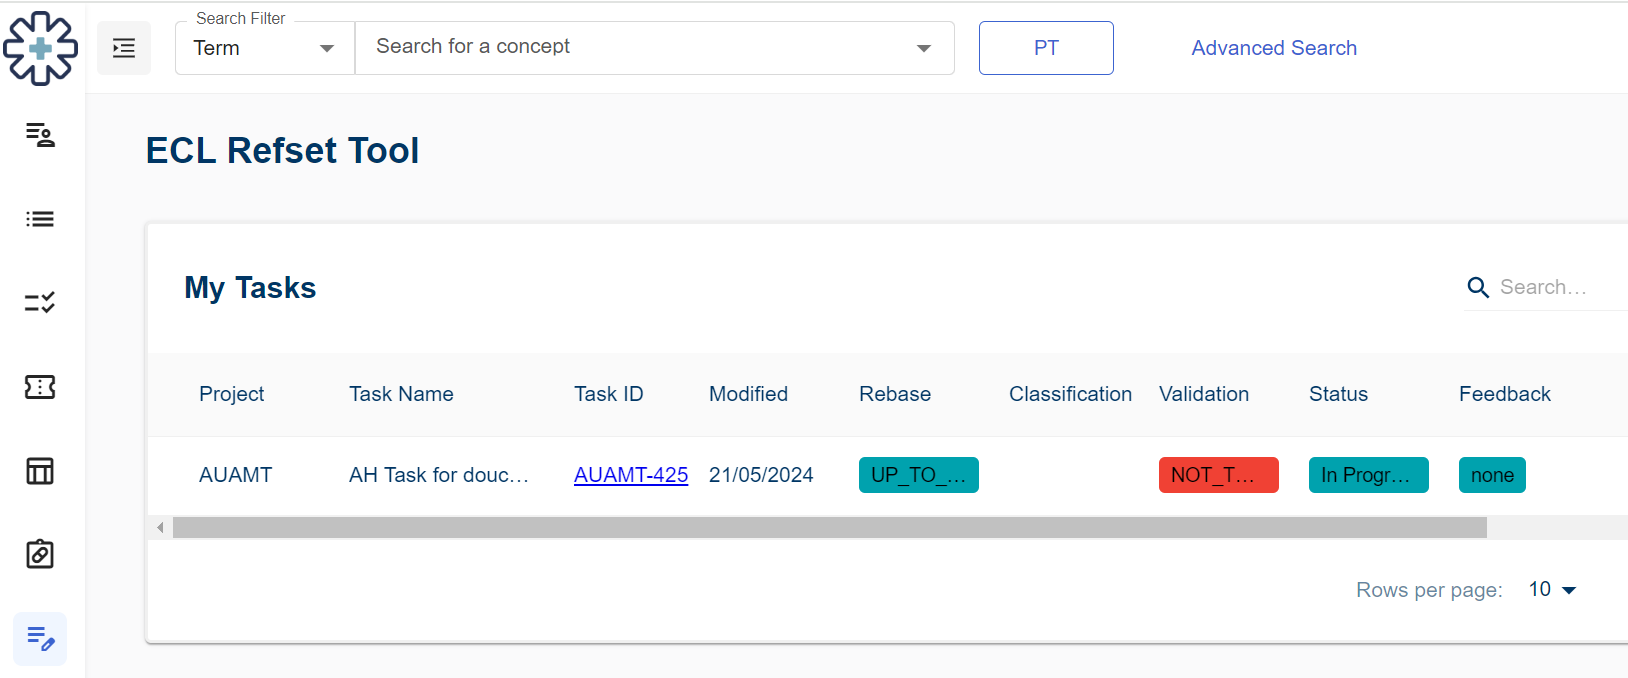 Search Filter
Term Search for a concept PT Advanced Search
ECL Refset Tool
My Tasks Search...
Project Task Name Task ID Modified Rebase Classification Validation Status Feedback
AUAMT AH Task for douc... AUAMT-425 21/05/2024 UP_TO_... NOT_T... In Progr... none
Rows per page: 10